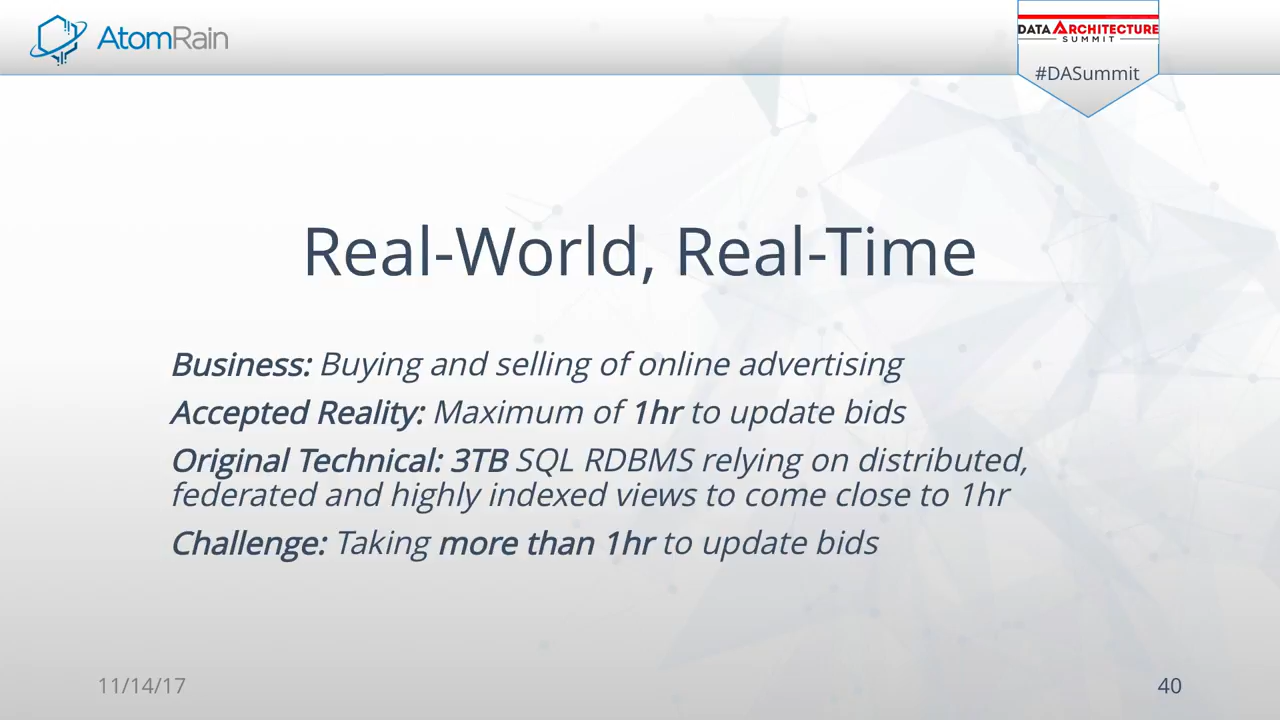 AtomRain
DATA ARCHITECTURE
SUMMIT
#DASummit
Real-World, Real-Time
Business: Buying and selling of online advertising
Accepted Reality: Maximum of 1hr to update bids
Original Technical: 3TB SQL RDBMS relying on distributed,
federated and highly indexed views to come close to 1hr
Challenge: Taking more than 1hr to update bids
11/14/17
40